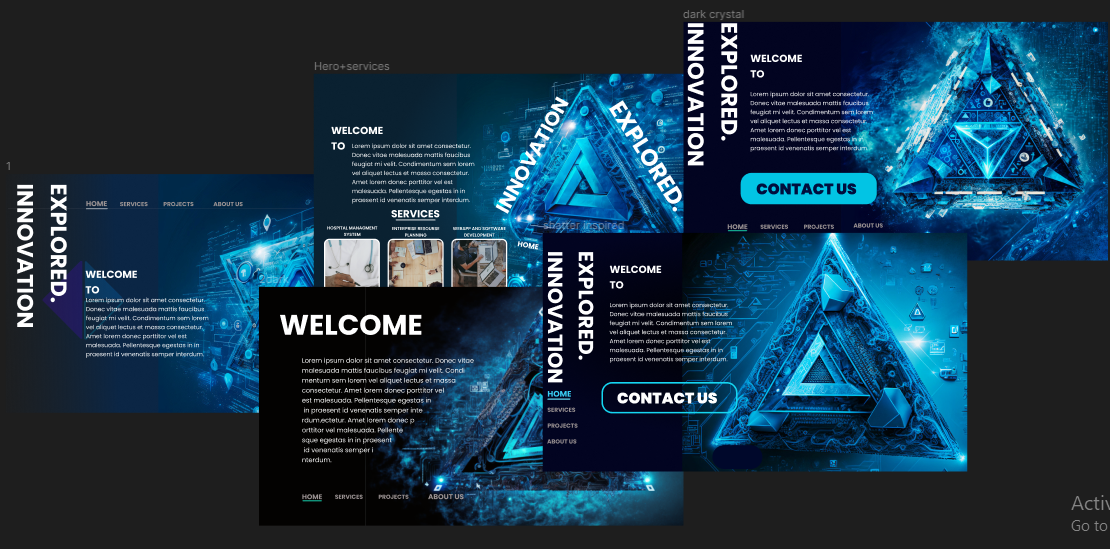 dark crystal
INNOVATION
EXPLORED.
WELCOME
TO
Lorem ipsum dolor sit amet consectetur.
Donec vitae malesuada mattis faucibus
feugiat mi velit. Condimentum sem lorem
vel aliquet lectus et massa consectetur.
Amet lorem donec porttitor vel est
malesuada. Pellentesque egestas in in
praesent id venenatis semper interdum.
CONTACT US
HOME
SERVICES
PROJECTS
ABOUT US
Hero+services
WELCOME
TO
Lorem ipsum dolor sit amet consectetur.
Donec vitae malesuada mattis faucibus
feugiat mi velit. Condimentum sem lorem
vel aliquet lectus et massa consectetur.
Amet lorem donec porttitor vel est
malesuada. Pellentesque egestas in in
praesent id venenatis semper interdum.
INNOVATION
EXPLORED.
SERVICES
HOSPITAL MANAGMENT
SYSTEM
ENTERPRISE RESOURSE
PLANNING
WEBAPP AND SOFTWARE
DEVELOPMENT
HOME
1
INNOVATION
EXPLORED.
HOME
SERVICES
PROJECTS
ABOUT US
WELCOME
TO
Lorem ipsum dolor sit amet consectetur.
Donec vitae malesuada mattis faucibus
feugiat mi velit. Condimentum sem lorem
vel aliquet lectus et massa consectetur.
Amet lorem donec porttitor vel est
malesuada. Pellentesque egestas in in
praesent id venenatis semper interdum.
shatter inspired
INNOVATION
EXPLORED.
WELCOME
TO
Lorem ipsum dolor sit amet consectetur.
Donec vitae malesuada mattis faucibus
feugiat mi velit. Condimentum sem lorem
vel aliquet lectus et massa consectetur.
Amet lorem donec porttitor vel est
malesuada. Pellentesque egestas in in
praesent id venenatis semper interdum.
CONTACT US
HOME
SERVICES
PROJECTS
ABOUT US
WELCOME
Lorem ipsum dolor sit amet consectetur. Donec vitae
malesuada mattis faucibus feugiat mi velit. Condi
mentum sem lorem vel aliquet lectus et massa
consectetur. Amet lorem donec porttitor vel
est malesuada. Pellentesque egestas in
in praesent id venenatis semper inte
rdum.ectetur. Amet lorem donec p
orttitor vel malesuada. Pellente
sque egestas in in praesent
id venenatis semper i
nterdum.
HOME
SERVICES
PROJECTS
ABOUT US
Activ
Go to